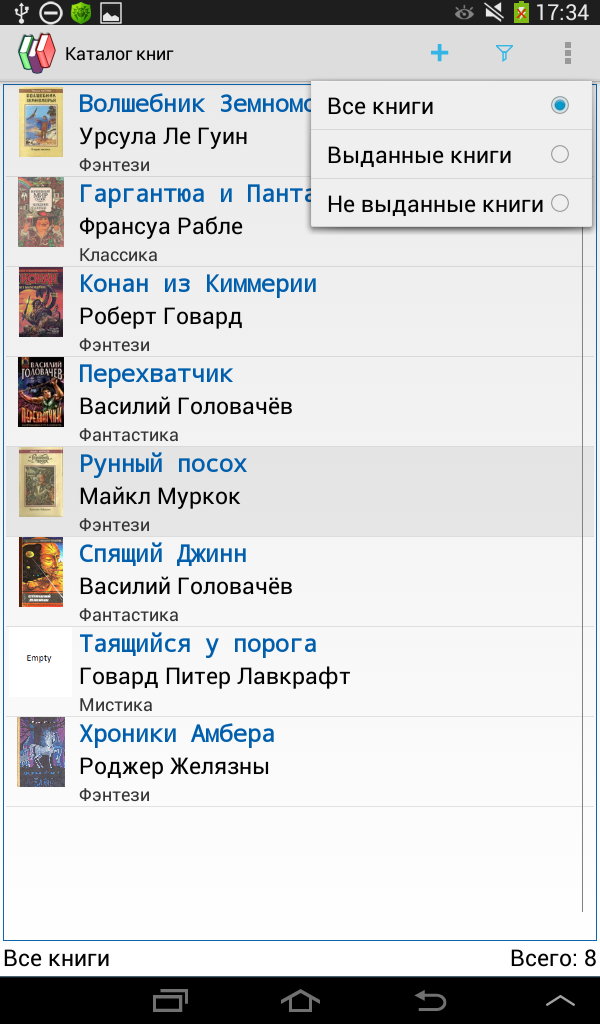 17:34
Каталог книг
Все книги
Выданные книги
Не выданные книги
Волшебник Земномо
Урсула Ле Гуин
Фэнтези
Гаргантюа и Панта
Франсуа Рабле
Классика
Конан из Киммерии
Роберт Говард
Фэнтези
ВАСИЛИЙ
ГОЛОВАЧЕВ
ПЕРЕХВАТЧИК
Перехватчик
Василий Головачёв
Фантастика
Рунный посох
Майкл Муркок
Фэнтези
Спящий Джинн
Василий Головачёв
Фантастика
Empty
Таящийся у порога
Говард Питер Лавкрафт
Мистика
Хроники Амбера
Роджер Желязны
Фэнтези
Все книги
Всего: 8